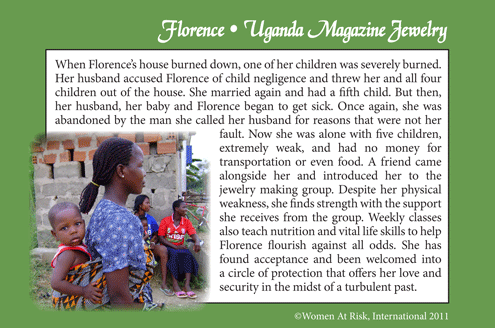 Florence • Uganda Magazine Jewelry
When Florence's house burned down, one of her children was severely burned.
Her husband accused Florence of child negligence and threw her and all four
children out of the house. She married again and had a fifth child. But then,
her husband, her baby and Florence began to get sick. Once again, she was
abandoned by the man she called her husband for reasons that were not her
fault. Now she was alone with five children,
extremely weak, and had no money for
transportation or even food. A friend came
alongside her and introduced her to the
jewelry making group. Despite her physical
weakness, she finds strength with the support
she receives from the group. Weekly classes
also teach nutrition and vital life skills to help
Florence flourish against all odds. She has
found acceptance and been welcomed into
a circle of protection that offers her love and
security in the midst of a turbulent past.
©Women At Risk, International 2011